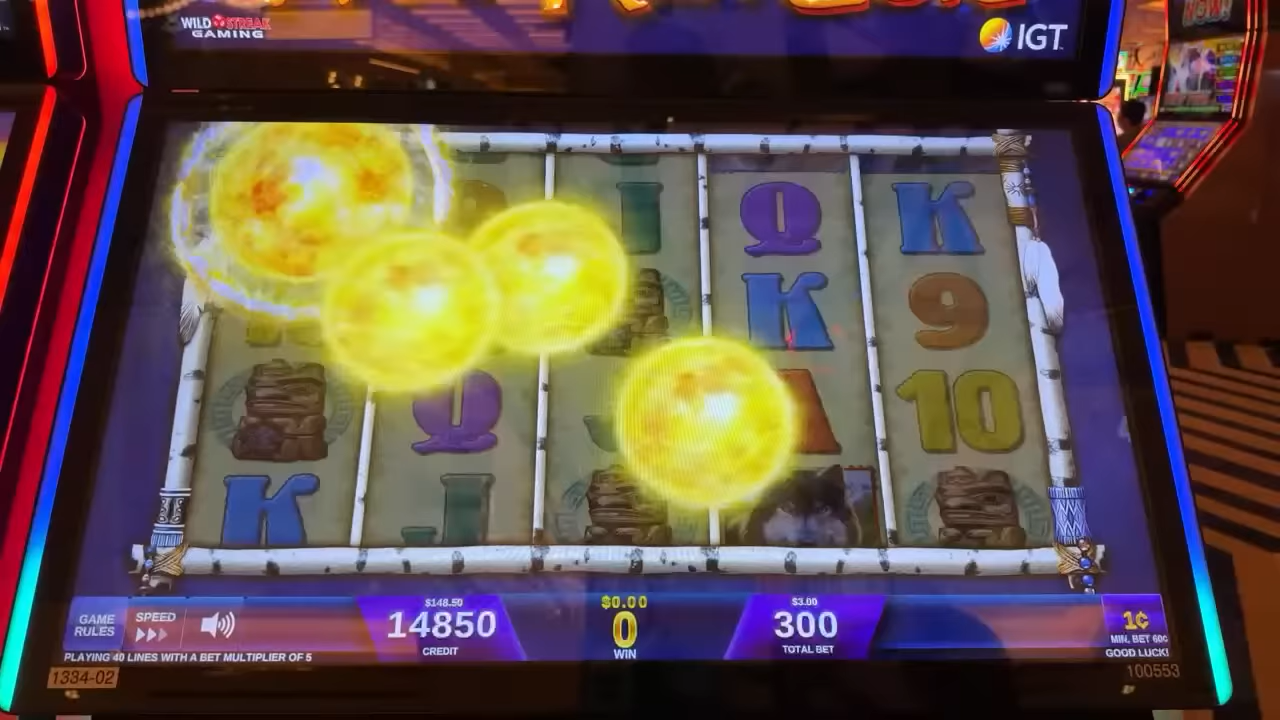 WILD STREAK
GAMING
IGT
NOW!
J
Q
K
K
9
Q
10
K
J
GAME
RULES
SPEED
$148.50
14850
CREDIT
$0.00
0
WIN
$3.00
300
TOTAL BET
1¢
MIN. BET 60¢
GOOD LUCK!
PLAYING 40 LINES WITH A BET MULTIPLIER OF 5
1334-02
100553